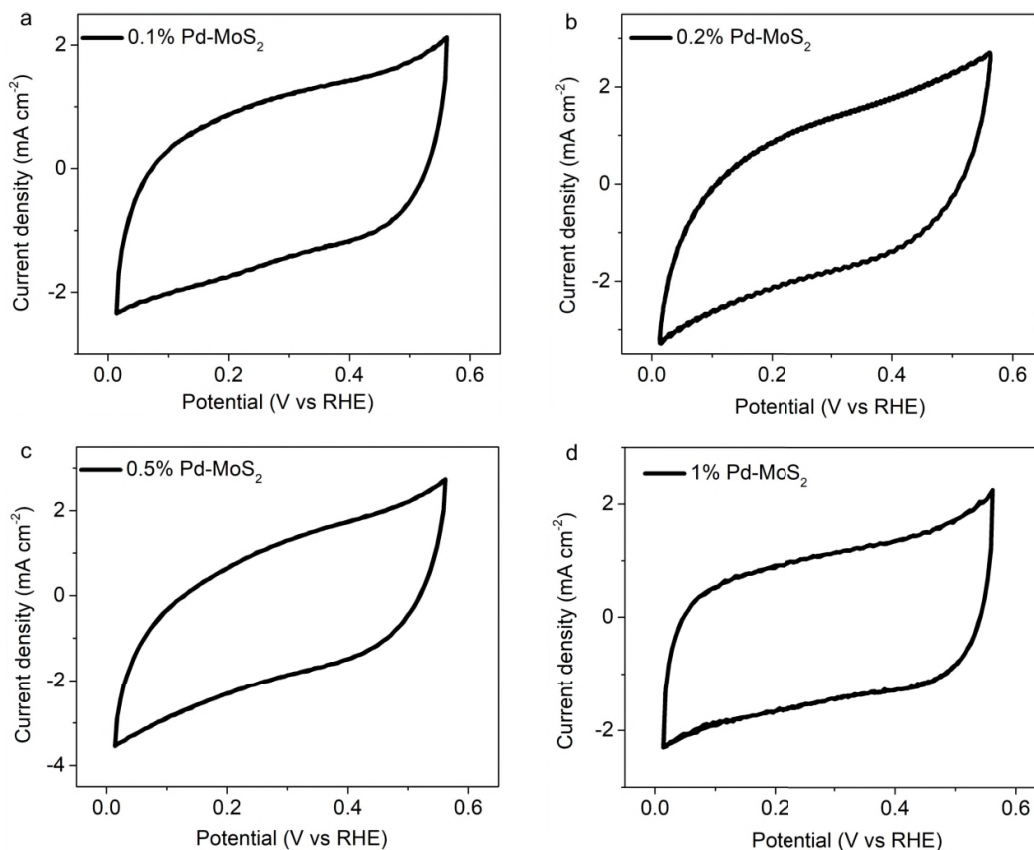 a
0.1% Pd-MoS2
Current density (mA cm-2)
2
0
-2
0.0 0.2 0.4 0.6
Potential (V vs RHE)
b
0.2% Pd-MoS2
Current density (mA cm-2)
2
0
-2
0.0 0.2 0.4 0.6
Potential (V vs RHE)
c
0.5% Pd-MoS2
Current density (mA cm-2)
2
0
-2
-4
0.0 0.2 0.4 0.6
Potential (V vs RHE)
d
1% Pd-MoS2
Current density (mA cm-2)
2
0
-2
0.0 0.2 0.4 0.6
Potential (V vs RHE)